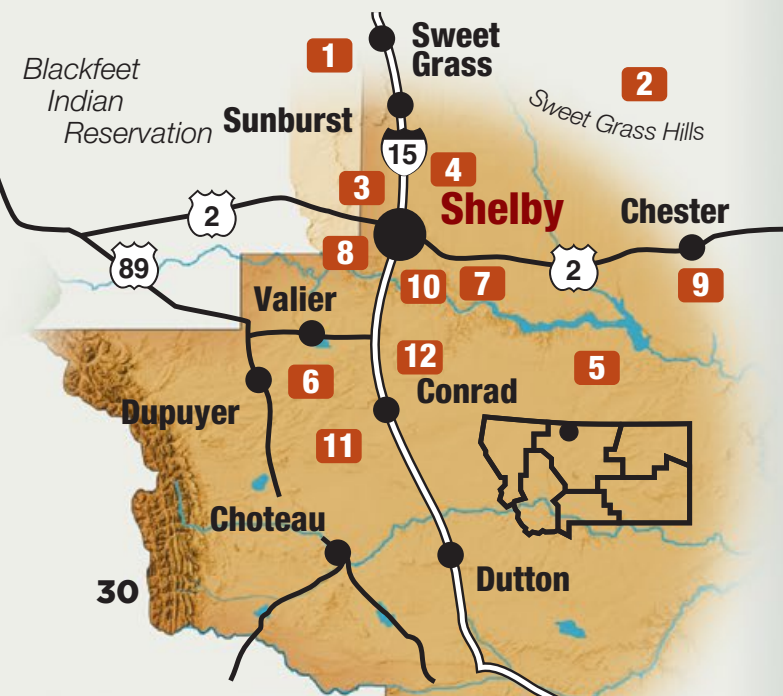 Sweet
Grass
1
2
Blackfeet
Indian
Reservation
Sweet Grass Hills
Sunburst
15
4
3
Shelby
2
Chester
8
89
2
10
7
9
Valier
12
5
6
Conrad
Dupuyer
11
Choteau
Dutton
30